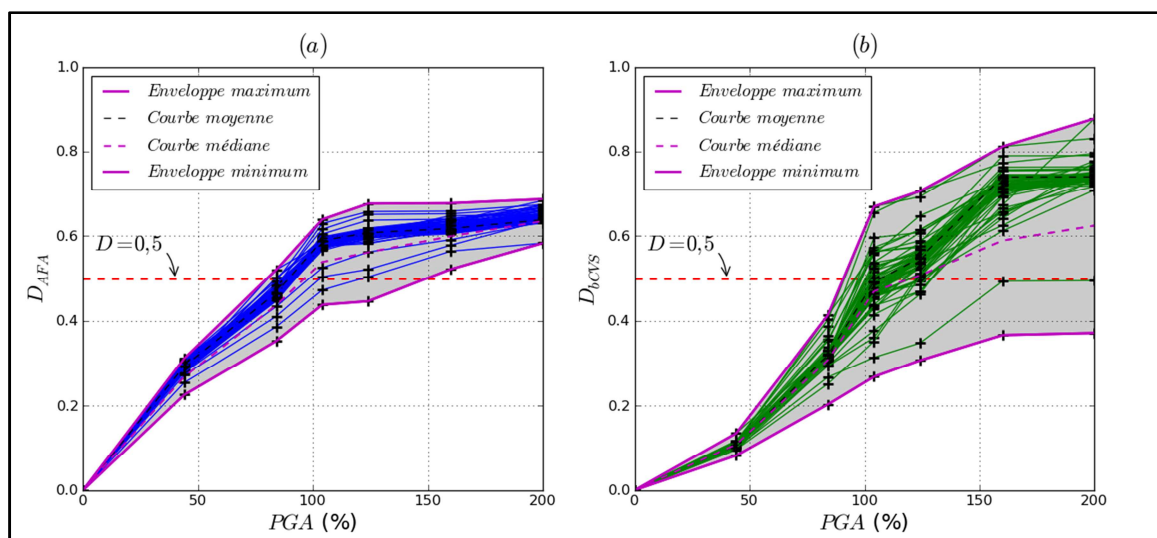 (a)
1.0
0.8
0.6
0.4
0.2
0.0
D_AFA
Enveloppe maximum
Courbe moyenne
Courbe médiane
Enveloppe minimum
D=0,5
0
50
100
150
200
PGA (%)
(b)
1.0
0.8
0.6
0.4
0.2
0.0
D_bCVS
Enveloppe maximum
Courbe moyenne
Courbe médiane
Enveloppe minimum
D=0,5
0
50
100
150
200
PGA (%)